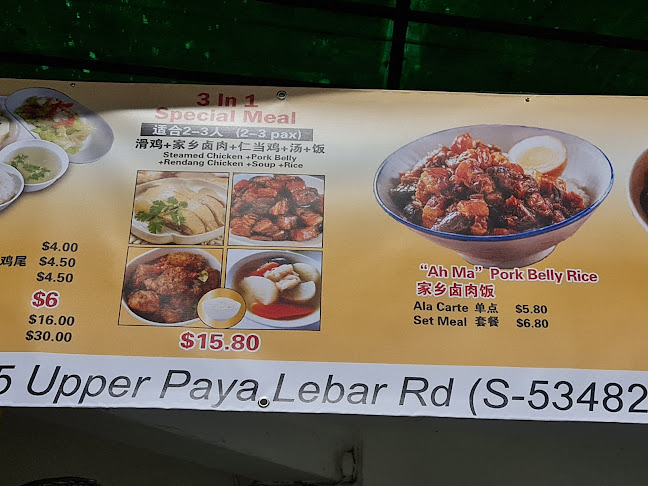 $4.00
鸡尾 $4.50
$4.50
$6
$16.00
$30.00
3 In 1
Special Meal
适合2-3人 (2-3 pax)
滑鸡+家乡卤肉+仁当鸡+汤+饭
Steamed Chicken +Pork Belly
+Rendang Chicken +Soup +Rice
$15.80
"Ah Ma" Pork Belly Rice
家乡卤肉饭
Ala Carte 单点 $5.80
Set Meal 套餐 $6.80
5 Upper Paya Lebar Rd (S-53482